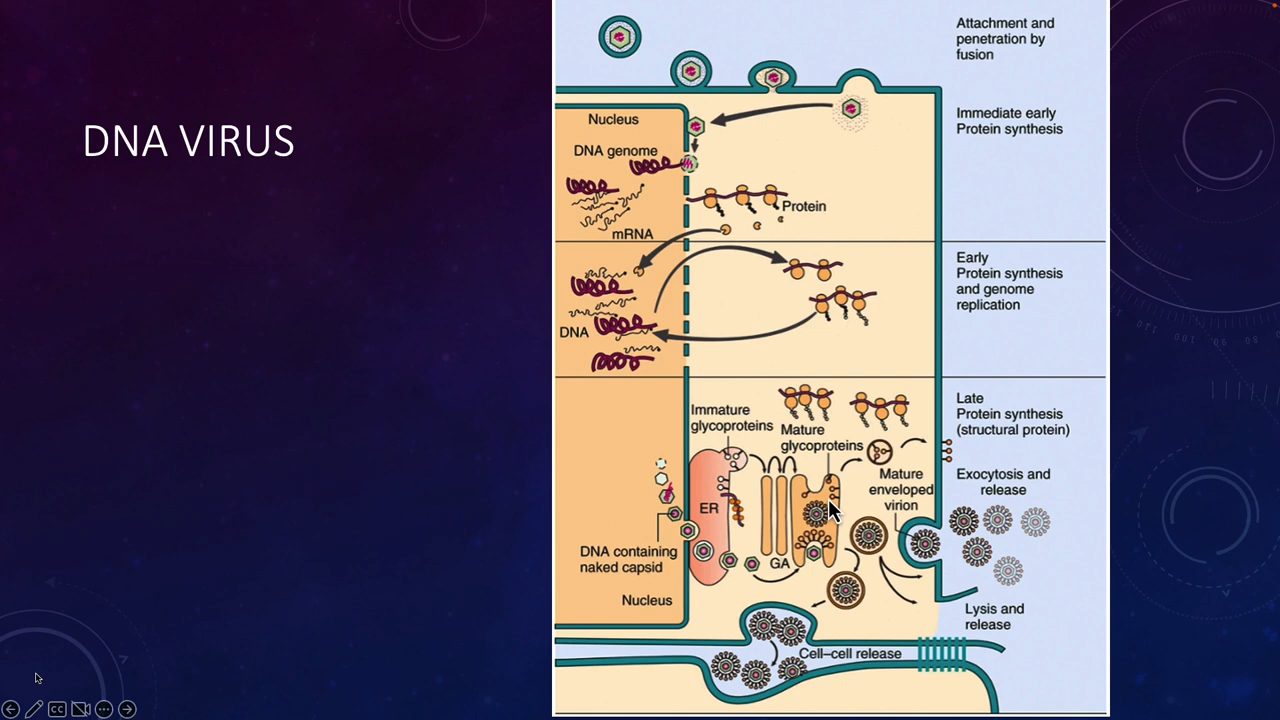 DNA VIRUS
Attachment and
penetration by
fusion
Nucleus
Immediate early
Protein synthesis
DNA genome
Protein
mRNA
Early
Protein synthesis
and genome
replication
DNA
Late
Protein synthesis
(structural protein)
Immature
glycoproteins
Mature
glycoproteins
Mature
enveloped
virion
Exocytosis and
release
ER
DNA containing
naked capsid
GA
Nucleus
Lysis and
release
Cell–cell release
CC